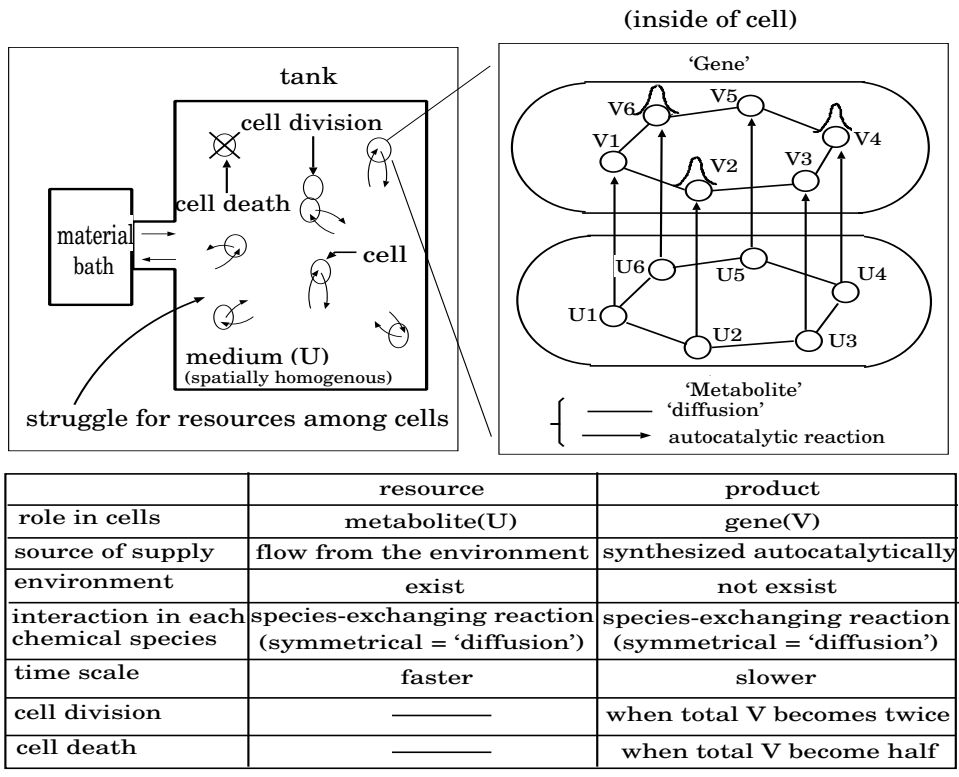 (inside of cell)
tank
cell division
cell death
material
bath
cell
medium (U)
(spatially homogenous)
struggle for resources among cells
'Gene'
V6
V5
V4
V1
V2
V3
U6
U5
U4
U1
U2
U3
'Metabolite'
'diffusion'
autocatalytic reaction
resource product
role in cells metabolite(U) gene(V)
source of supply flow from the environment synthesized autocatalytically
environment exist not exsist
interaction in each species-exchanging reaction species-exchanging reaction
chemical species (symmetrical = 'diffusion') (symmetrical = 'diffusion')
time scale faster slower
cell division ——— when total V becomes twice
cell death ——— when total V become half